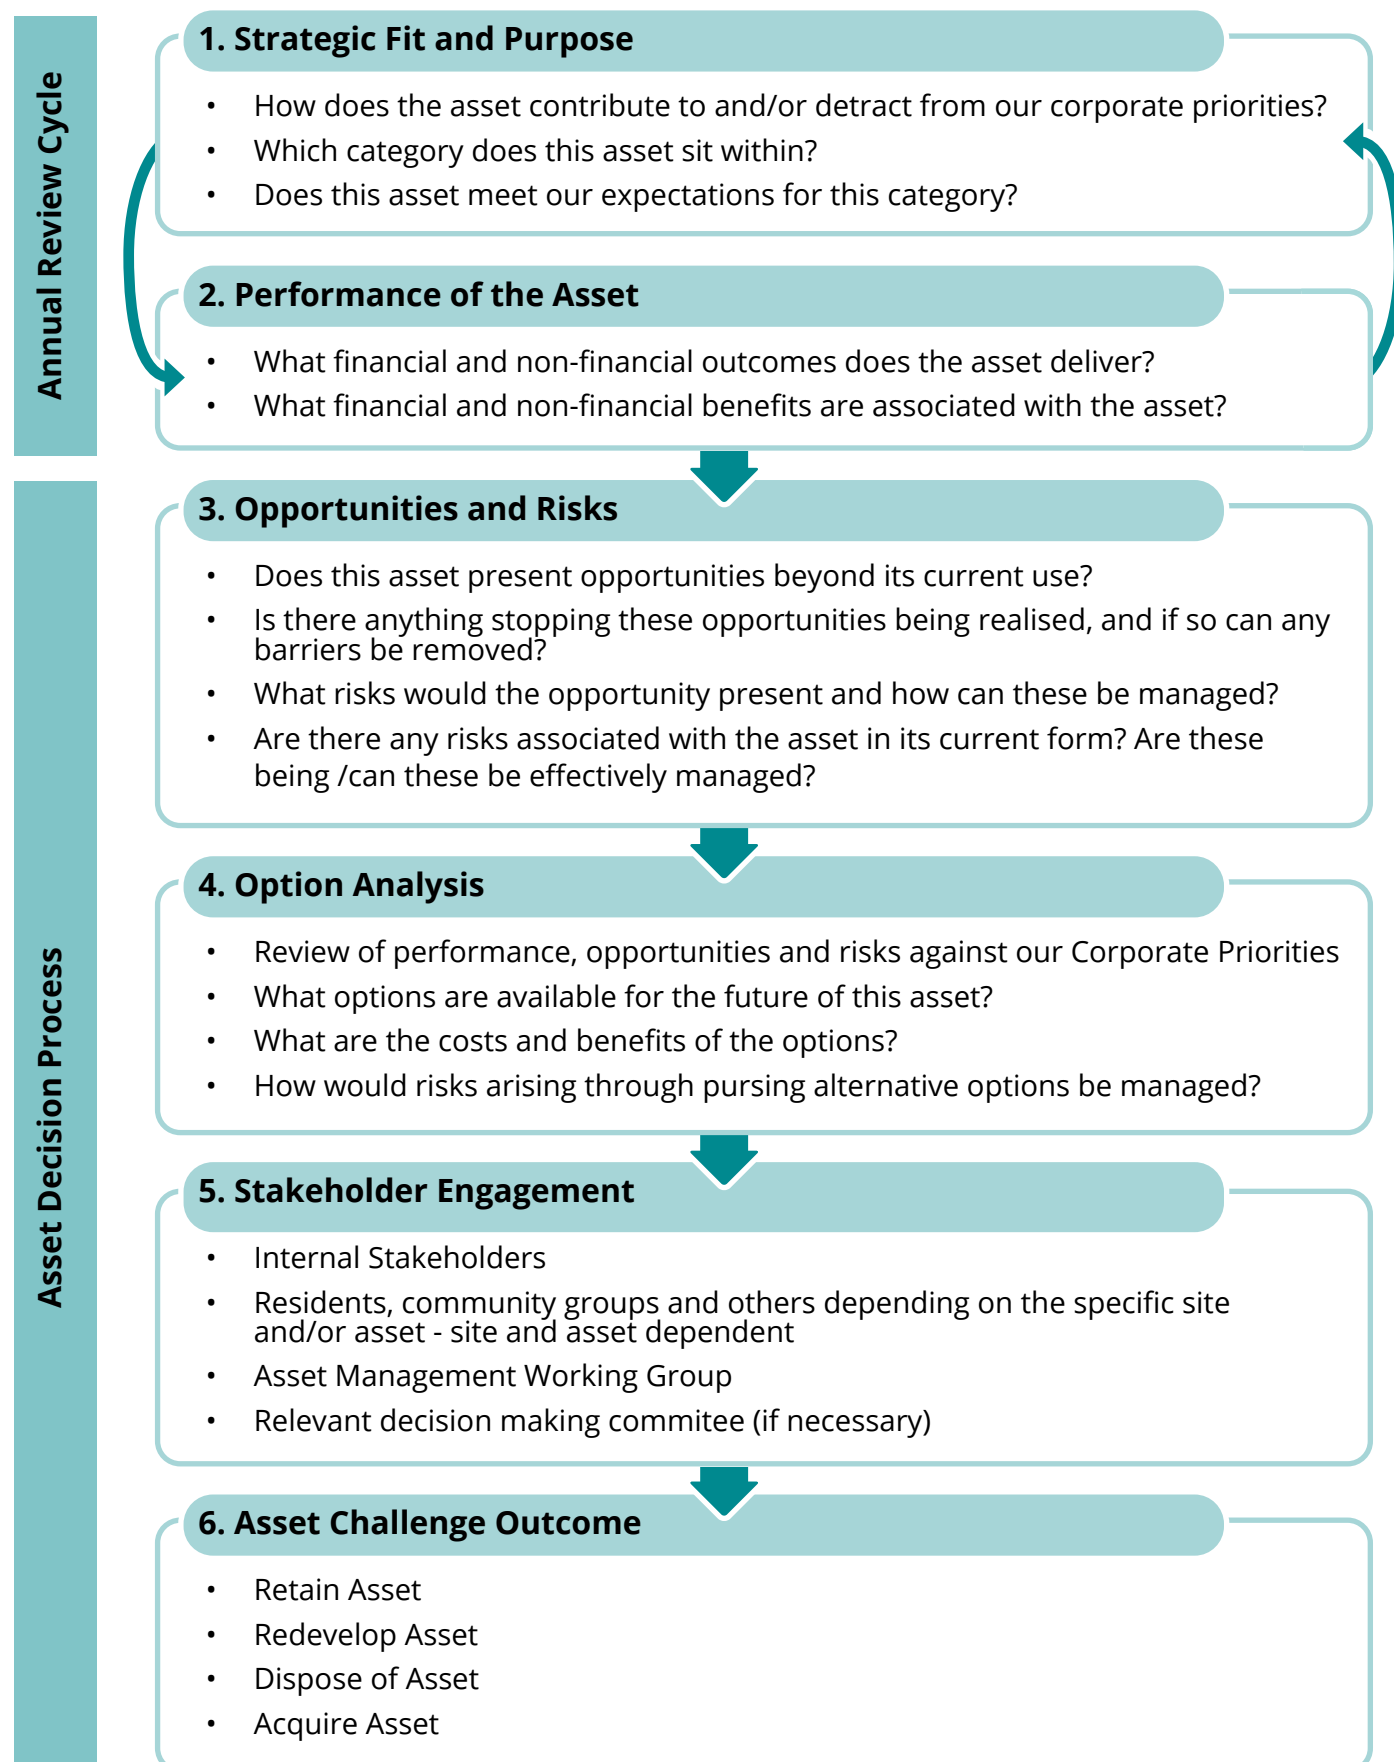 Annual Review Cycle
1. Strategic Fit and Purpose
• How does the asset contribute to and/or detract from our corporate priorities?
• Which category does this asset sit within?
• Does this asset meet our expectations for this category?
2. Performance of the Asset
• What financial and non-financial outcomes does the asset deliver?
• What financial and non-financial benefits are associated with the asset?
Asset Decision Process
3. Opportunities and Risks
• Does this asset present opportunities beyond its current use?
• Is there anything stopping these opportunities being realised, and if so can any
barriers be removed?
• What risks would the opportunity present and how can these be managed?
• Are there any risks associated with the asset in its current form? Are these
being /can these be effectively managed?
4. Option Analysis
• Review of performance, opportunities and risks against our Corporate Priorities
• What options are available for the future of this asset?
• What are the costs and benefits of the options?
• How would risks arising through pursing alternative options be managed?
5. Stakeholder Engagement
• Internal Stakeholders
• Residents, community groups and others depending on the specific site
and/or asset - site and asset dependent
• Asset Management Working Group
• Relevant decision making commitee (if necessary)
6. Asset Challenge Outcome
• Retain Asset
• Redevelop Asset
• Dispose of Asset
• Acquire Asset